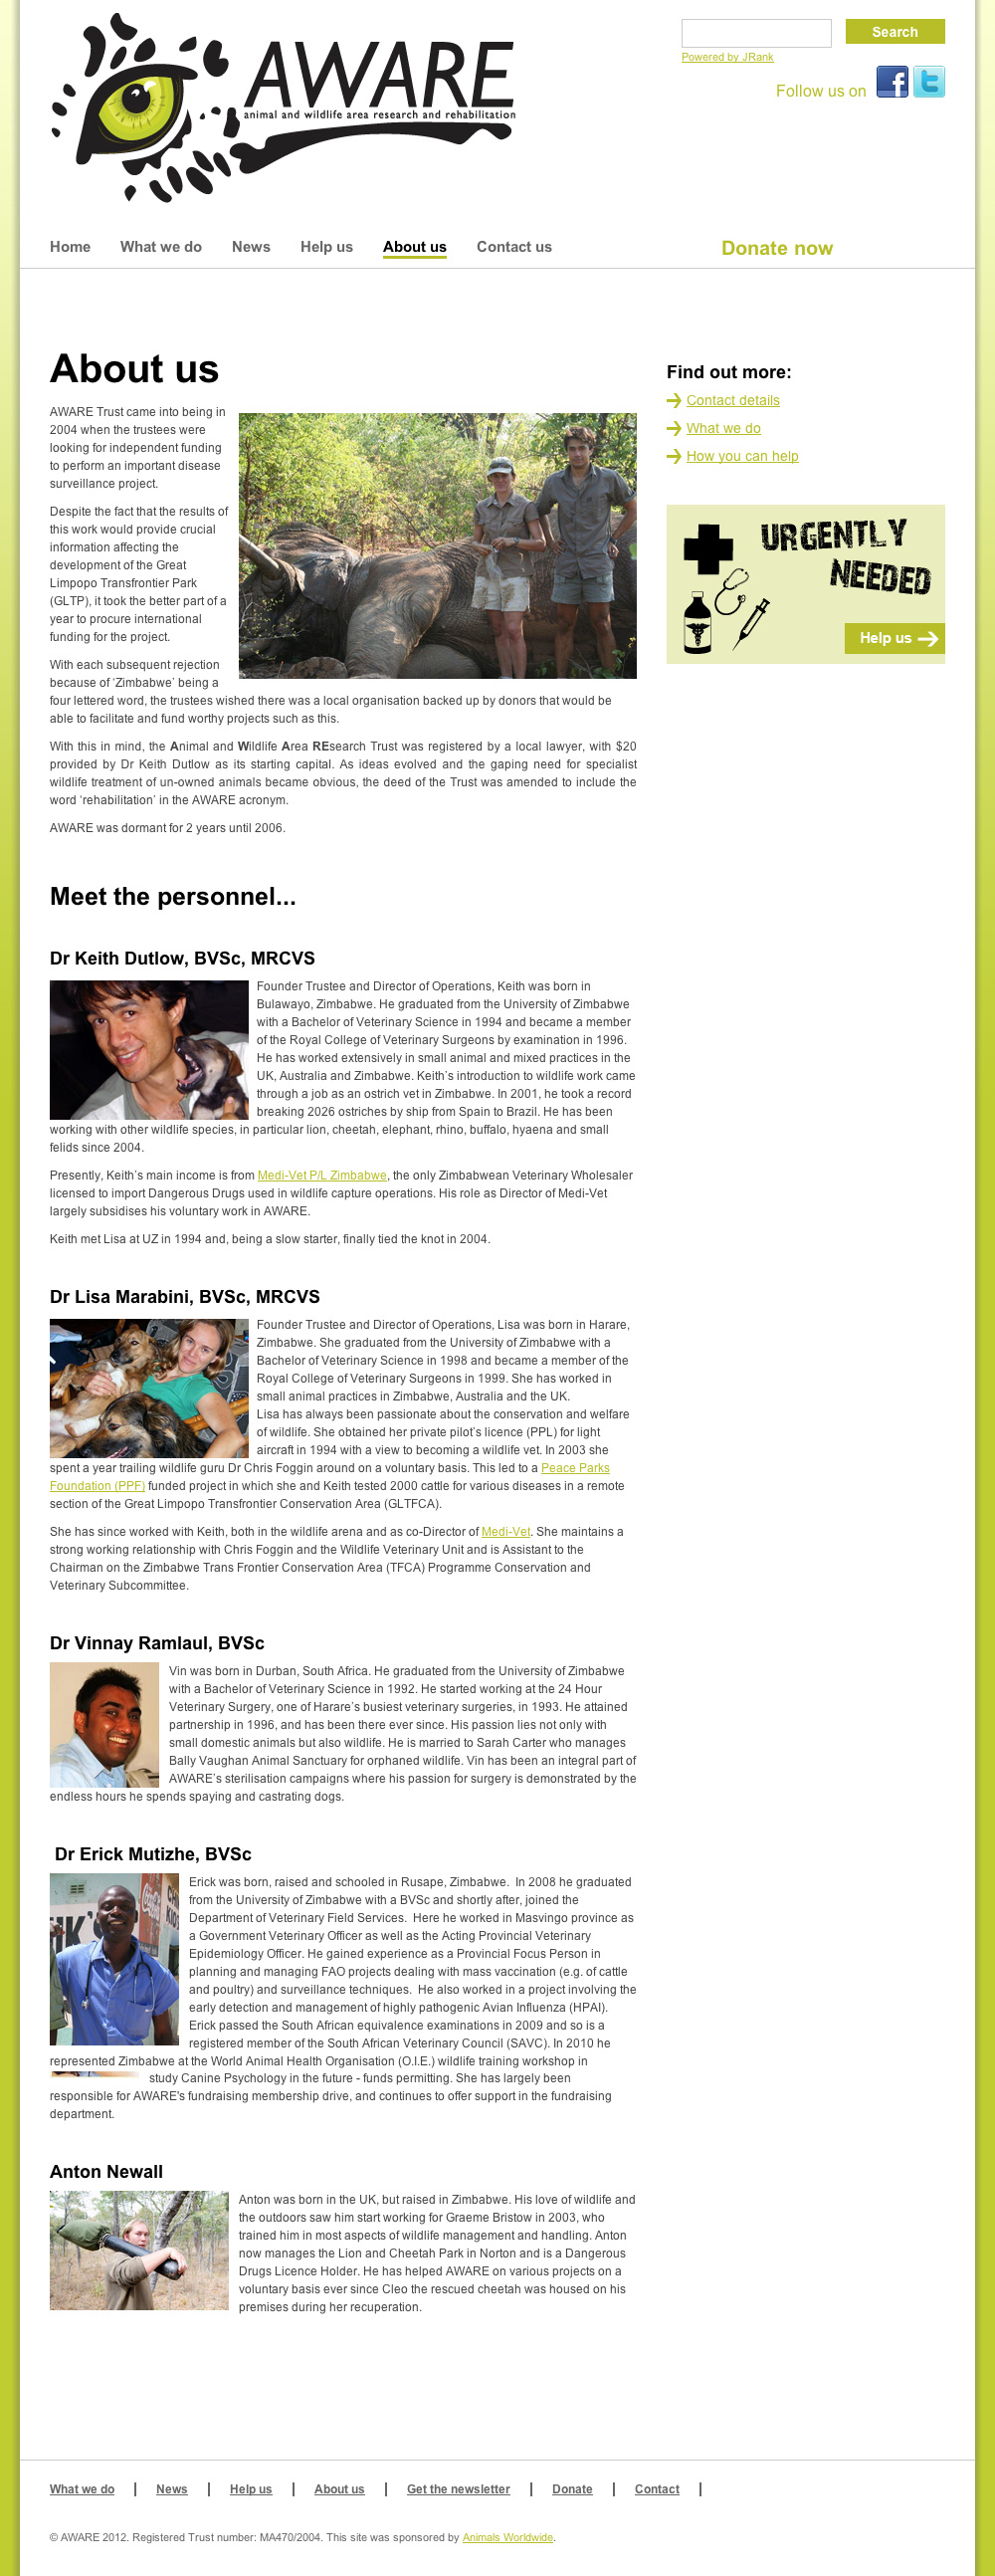 AWARE
animal and wildlife area research and rehabilitation
Search
Powered by JRank
Follow us on
Home What we do News Help us About us Contact us Donate now
About us
AWARE Trust came into being in
2004 when the trustees were
looking for independent funding
to perform an important disease
surveillance project.
Despite the fact that the results of
this work would provide crucial
information affecting the
development of the Great
Limpopo Transfrontier Park
(GLTP), it took the better part of a
year to procure international
funding for the project.
With each subsequent rejection
because of ‘Zimbabwe’ being a
four lettered word, the trustees wished there was a local organisation backed up by donors that would be
able to facilitate and fund worthy projects such as this.
With this in mind, the Animal and Wildlife Area REsearch Trust was registered by a local lawyer, with $20
provided by Dr Keith Dutlow as its starting capital. As ideas evolved and the gaping need for specialist
wildlife treatment of un-owned animals became obvious, the deed of the Trust was amended to include the
word ‘rehabilitation’ in the AWARE acronym.
AWARE was dormant for 2 years until 2006.
Find out more:
Contact details
What we do
How you can help
URGENTLY
NEEDED
Help us
Meet the personnel...
Dr Keith Dutlow, BVSc, MRCVS
Founder Trustee and Director of Operations, Keith was born in
Bulawayo, Zimbabwe. He graduated from the University of Zimbabwe
with a Bachelor of Veterinary Science in 1994 and became a member
of the Royal College of Veterinary Surgeons by examination in 1996.
He has worked extensively in small animal and mixed practices in the
UK, Australia and Zimbabwe. Keith’s introduction to wildlife work came
through a job as an ostrich vet in Zimbabwe. In 2001, he took a record
breaking 2026 ostriches by ship from Spain to Brazil. He has been
working with other wildlife species, in particular lion, cheetah, elephant, rhino, buffalo, hyaena and small
felids since 2004.
Presently, Keith’s main income is from Medi-Vet P/L Zimbabwe, the only Zimbabwean Veterinary Wholesaler
licensed to import Dangerous Drugs used in wildlife capture operations. His role as Director of Medi-Vet
largely subsidises his voluntary work in AWARE.
Keith met Lisa at UZ in 1994 and, being a slow starter, finally tied the knot in 2004.
Dr Lisa Marabini, BVSc, MRCVS
Founder Trustee and Director of Operations, Lisa was born in Harare,
Zimbabwe. She graduated from the University of Zimbabwe with a
Bachelor of Veterinary Science in 1998 and became a member of the
Royal College of Veterinary Surgeons in 1999. She has worked in
small animal practices in Zimbabwe, Australia and the UK.
Lisa has always been passionate about the conservation and welfare
of wildlife. She obtained her private pilot’s licence (PPL) for light
aircraft in 1994 with a view to becoming a wildlife vet. In 2003 she
spent a year trailing wildlife guru Dr Chris Foggin around on a voluntary basis. This led to a Peace Parks
Foundation (PPF) funded project in which she and Keith tested 2000 cattle for various diseases in a remote
section of the Great Limpopo Transfrontier Conservation Area (GLTFCA).
She has since worked with Keith, both in the wildlife arena and as co-Director of Medi-Vet. She maintains a
strong working relationship with Chris Foggin and the Wildlife Veterinary Unit and is Assistant to the
Chairman on the Zimbabwe Trans Frontier Conservation Area (TFCA) Programme Conservation and
Veterinary Subcommittee.
Dr Vinnay Ramlaul, BVSc
Vin was born in Durban, South Africa. He graduated from the University of Zimbabwe
with a Bachelor of Veterinary Science in 1992. He started working at the 24 Hour
Veterinary Surgery, one of Harare’s busiest veterinary surgeries, in 1993. He attained
partnership in 1996, and has been there ever since. His passion lies not only with
small domestic animals but also wildlife. He is married to Sarah Carter who manages
Bally Vaughan Animal Sanctuary for orphaned wildlife. Vin has been an integral part of
AWARE’s sterilisation campaigns where his passion for surgery is demonstrated by the
endless hours he spends spaying and castrating dogs.
Dr Erick Mutizhe, BVSc
Erick was born, raised and schooled in Rusape, Zimbabwe. In 2008 he graduated
from the University of Zimbabwe with a BVSc and shortly after, joined the
Department of Veterinary Field Services. Here he worked in Masvingo province as
a Government Veterinary Officer as well as the Acting Provincial Veterinary
Epidemiology Officer. He gained experience as a Provincial Focus Person in
planning and managing FAO projects dealing with mass vaccination (e.g. of cattle
and poultry) and surveillance techniques. He also worked in a project involving the
early detection and management of highly pathogenic Avian Influenza (HPAI).
Erick passed the South African equivalence examinations in 2009 and so is a
registered member of the South African Veterinary Council (SAVC). In 2010 he
represented Zimbabwe at the World Animal Health Organisation (O.I.E.) wildlife training workshop in
study Canine Psychology in the future - funds permitting. She has largely been
responsible for AWARE's fundraising membership drive, and continues to offer support in the fundraising
department.
Anton Newall
Anton was born in the UK, but raised in Zimbabwe. His love of wildlife and
the outdoors saw him start working for Graeme Bristow in 2003, who
trained him in most aspects of wildlife management and handling. Anton
now manages the Lion and Cheetah Park in Norton and is a Dangerous
Drugs Licence Holder. He has helped AWARE on various projects on a
voluntary basis ever since Cleo the rescued cheetah was housed on his
premises during her recuperation.
What we do | News | Help us | About us | Get the newsletter | Donate | Contact |
© AWARE 2012. Registered Trust number: MA470/2004. This site was sponsored by Animals Worldwide.